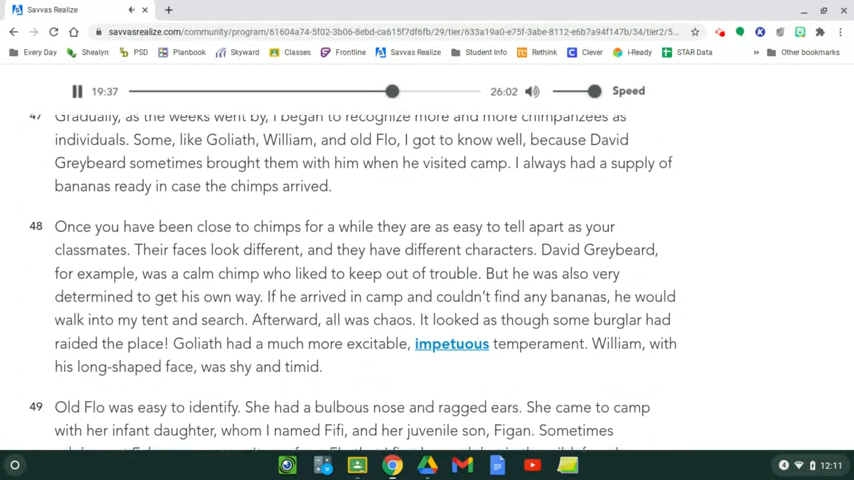 Savvas Realize
savvasrealize.com/community/program/61604a74-5f02-3b06-8ebd-ca615f7df6fb/29/tier/633a19a0-e75f-3abe-8112-e6b7a94f147b/34/tier2/5...
Every Day Shealyn PSD Planbook Skyward Classes Frontline Savvas Realize Student Info Rethink Clever i-Ready STAR Data » Other bookmarks
19:37 26:02 Speed
47 Gradually, as the weeks went by, I began to recognize more and more chimpanzees as
individuals. Some, like Goliath, William, and old Flo, I got to know well, because David
Greybeard sometimes brought them with him when he visited camp. I always had a supply of
bananas ready in case the chimps arrived.
48 Once you have been close to chimps for a while they are as easy to tell apart as your
classmates. Their faces look different, and they have different characters. David Greybeard,
for example, was a calm chimp who liked to keep out of trouble. But he was also very
determined to get his own way. If he arrived in camp and couldn't find any bananas, he would
walk into my tent and search. Afterward, all was chaos. It looked as though some burglar had
raided the place! Goliath had a much more excitable, impetuous temperament. William, with
his long-shaped face, was shy and timid.
49 Old Flo was easy to identify. She had a bulbous nose and ragged ears. She came to camp
with her infant daughter, whom I named Fifi, and her juvenile son, Figan. Sometimes
12:11